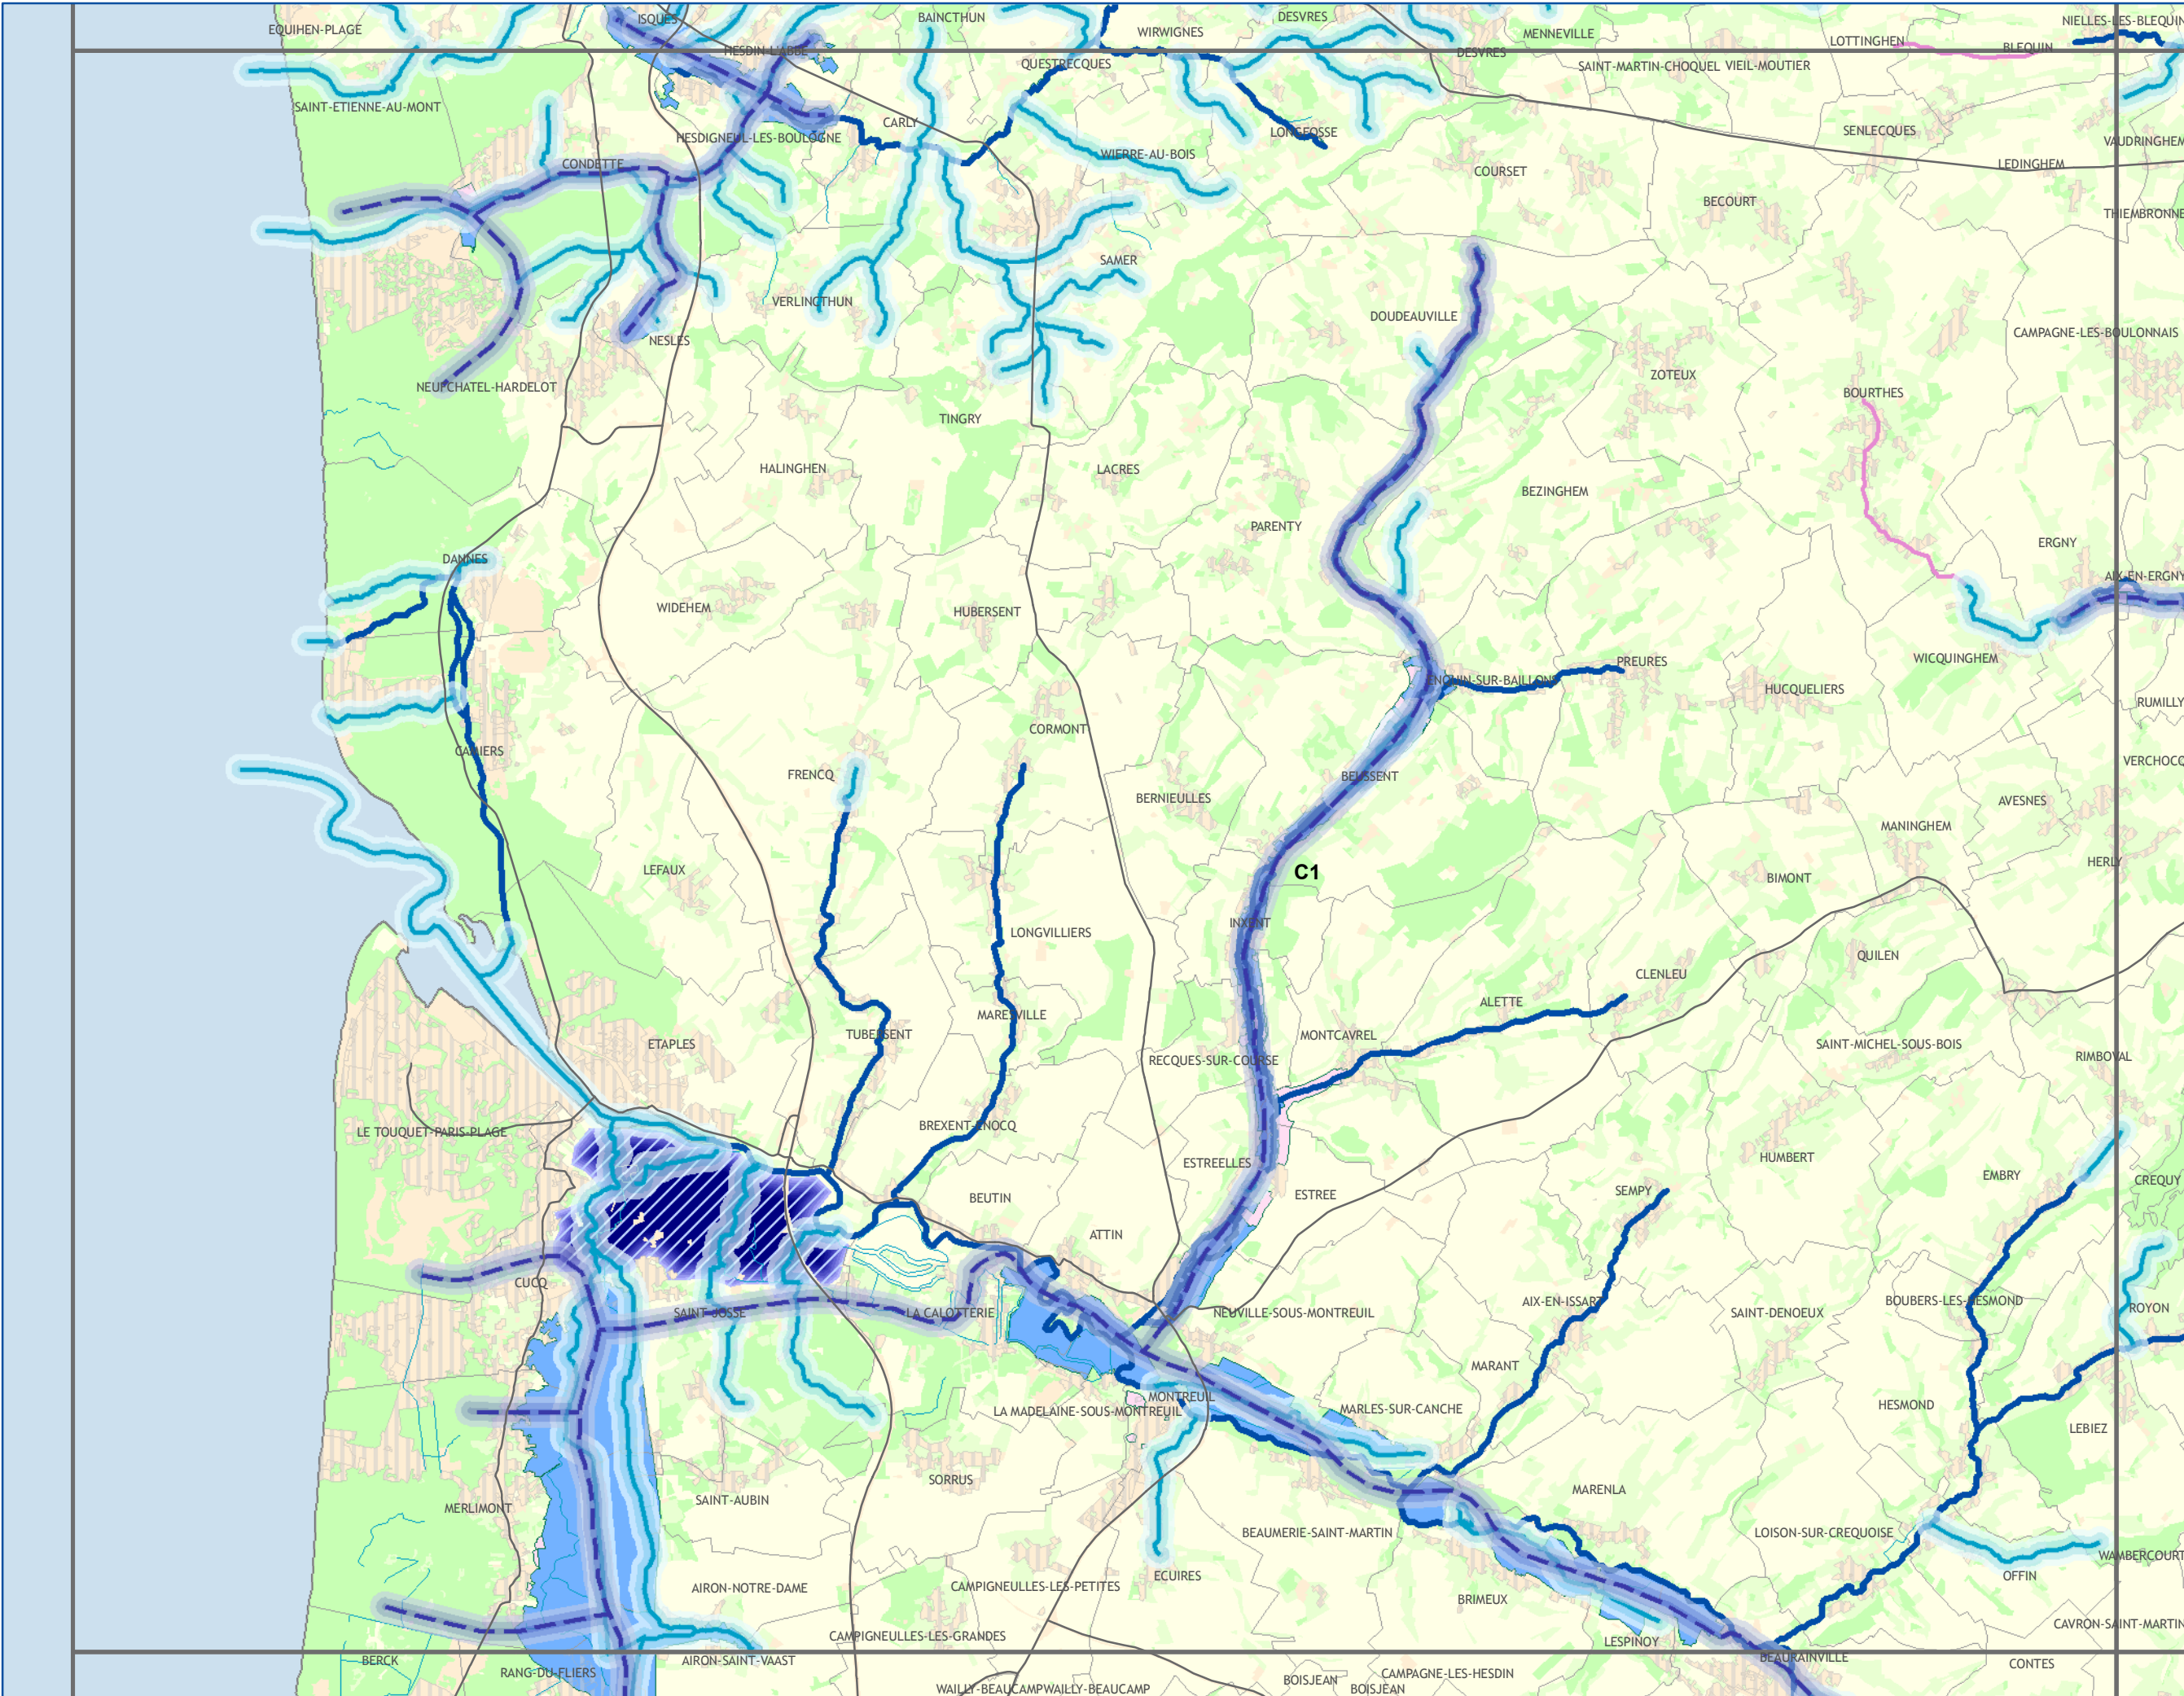 ISQUES
BAINCTHUN
DESVRES
NIELLES-LES-BLEQUIN
EQUIHEN-PLAGE
WIRWIGNES
MENNEVILLE
LOTTINGHEN
BLEQUIN
HESDIN-L'ABBE
DESVRES
QUESTRECQUES
SAINT-MARTIN-CHOQUEL
VIEIL-MOUTIER
SAINT-ETIENNE-AU-MONT
CARLY
LONGFOSSE
SENLECQUES
HESDIGNEUL-LES-BOULOGNE
VAUDRINGHEM
WIERRE-AU-BOIS
CONDETTE
LEDINGHEM
COURSET
BECOURT
THIEMBRONNE
SAMER
VERLINCTHUN
DOUDEAUVILLE
CAMPAGNE-LES-BOULONNAIS
NESLES
ZOTEUX
NEUFCHATEL-HARDELOT
BOURTHES
TINGRY
HALINGHEN
LACRES
BEZINGHEM
PARENTY
ERGNY
DANNES
AIX-EN-ERGNY
WIDEHEM
HUBERSENT
WICQUINGHEM
PREURES
ENQUIN-SUR-BAILLONS
HUCQUELIERS
RUMILLY
CORMONT
CAMIERS
VERCHOCQ
FRENCQ
BEUSSENT
BERNIEULLES
AVESNES
MANINGHEM
HERLY
LEFAUX
C1
BIMONT
INXENT
LONGVILLIERS
QUILEN
CLENLEU
ALETTE
MARESVILLE
TUBERSENT
MONTCAVREL
ETAPLES
SAINT-MICHEL-SOUS-BOIS
RIMBOVAL
RECQUES-SUR-COURSE
BREXENT-ENOCQ
LE TOUQUET-PARIS-PLAGE
HUMBERT
ESTREELLES
EMBRY
CREQUY
SEMPY
ESTREE
BEUTIN
ATTIN
CUCQ
AIX-EN-ISSART
BOUBERS-LES-HESMOND
ROYON
SAINT-JOSSE
LA CALOTTERIE
NEUVILLE-SOUS-MONTREUIL
SAINT-DENOEUX
MARANT
MONTREUIL
HESMOND
LA MADELAINE-SOUS-MONTREUIL
MARLES-SUR-CANCHE
LEBIEZ
SORRUS
MARENLA
SAINT-AUBIN
MERLIMONT
BEAUMERIE-SAINT-MARTIN
LOISON-SUR-CREQUOISE
WAMBERCOURT
ECUIRES
OFFIN
AIRON-NOTRE-DAME
CAMPIGNEULLES-LES-PETITES
BRIMEUX
CAVRON-SAINT-MARTIN
CAMPIGNEULLES-LES-GRANDES
LESPINOY
BEAURAINVILLE
BERCK
AIRON-SAINT-VAAST
CONTES
RANG-DU-FLIERS
CAMPAGNE-LES-HESDIN
BOISJEAN
WAILLY-BEAUCAMP
WAILLY-BEAUCAMP
BOISJEAN